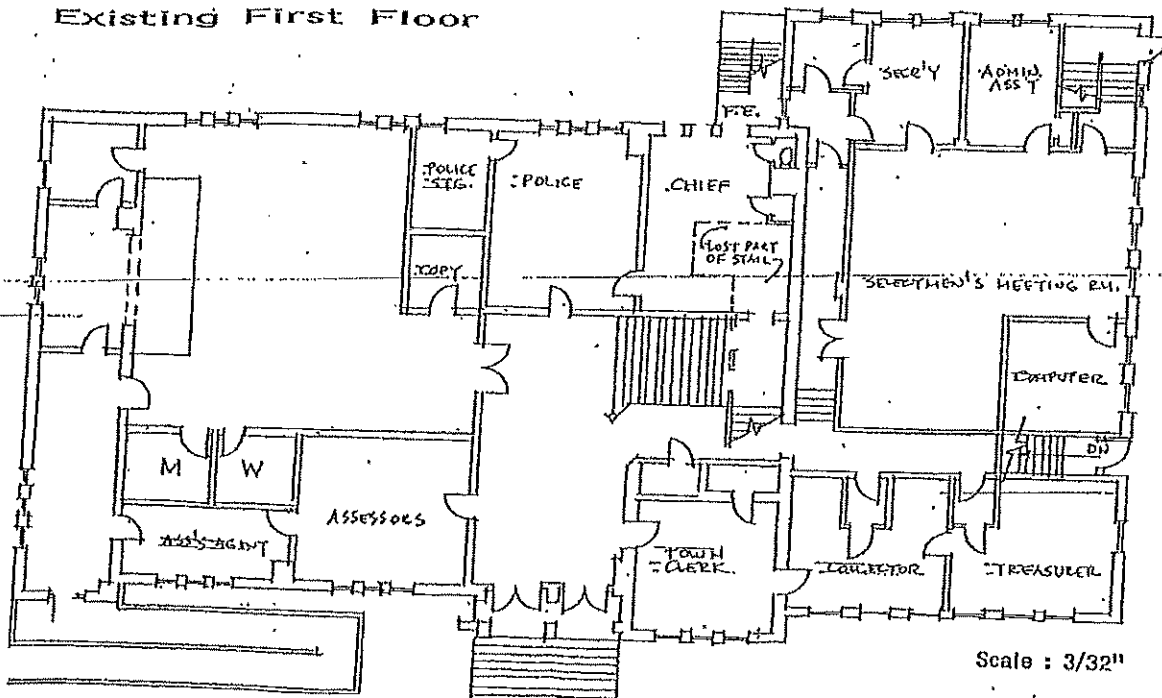 Existing First Floor
SECR'Y
ADMIN.
ASS'T
F.E.
POLICE
STG.
POLICE
CHIEF
LOST PART
OF STAIR
COPY
SELECTMEN'S MEETING RM.
COMPUTER
DN
M
W
ASSESSORS
ASS'S AGENT
TOWN
CLERK
COLLECTOR
TREASURER
Scale : 3/32"